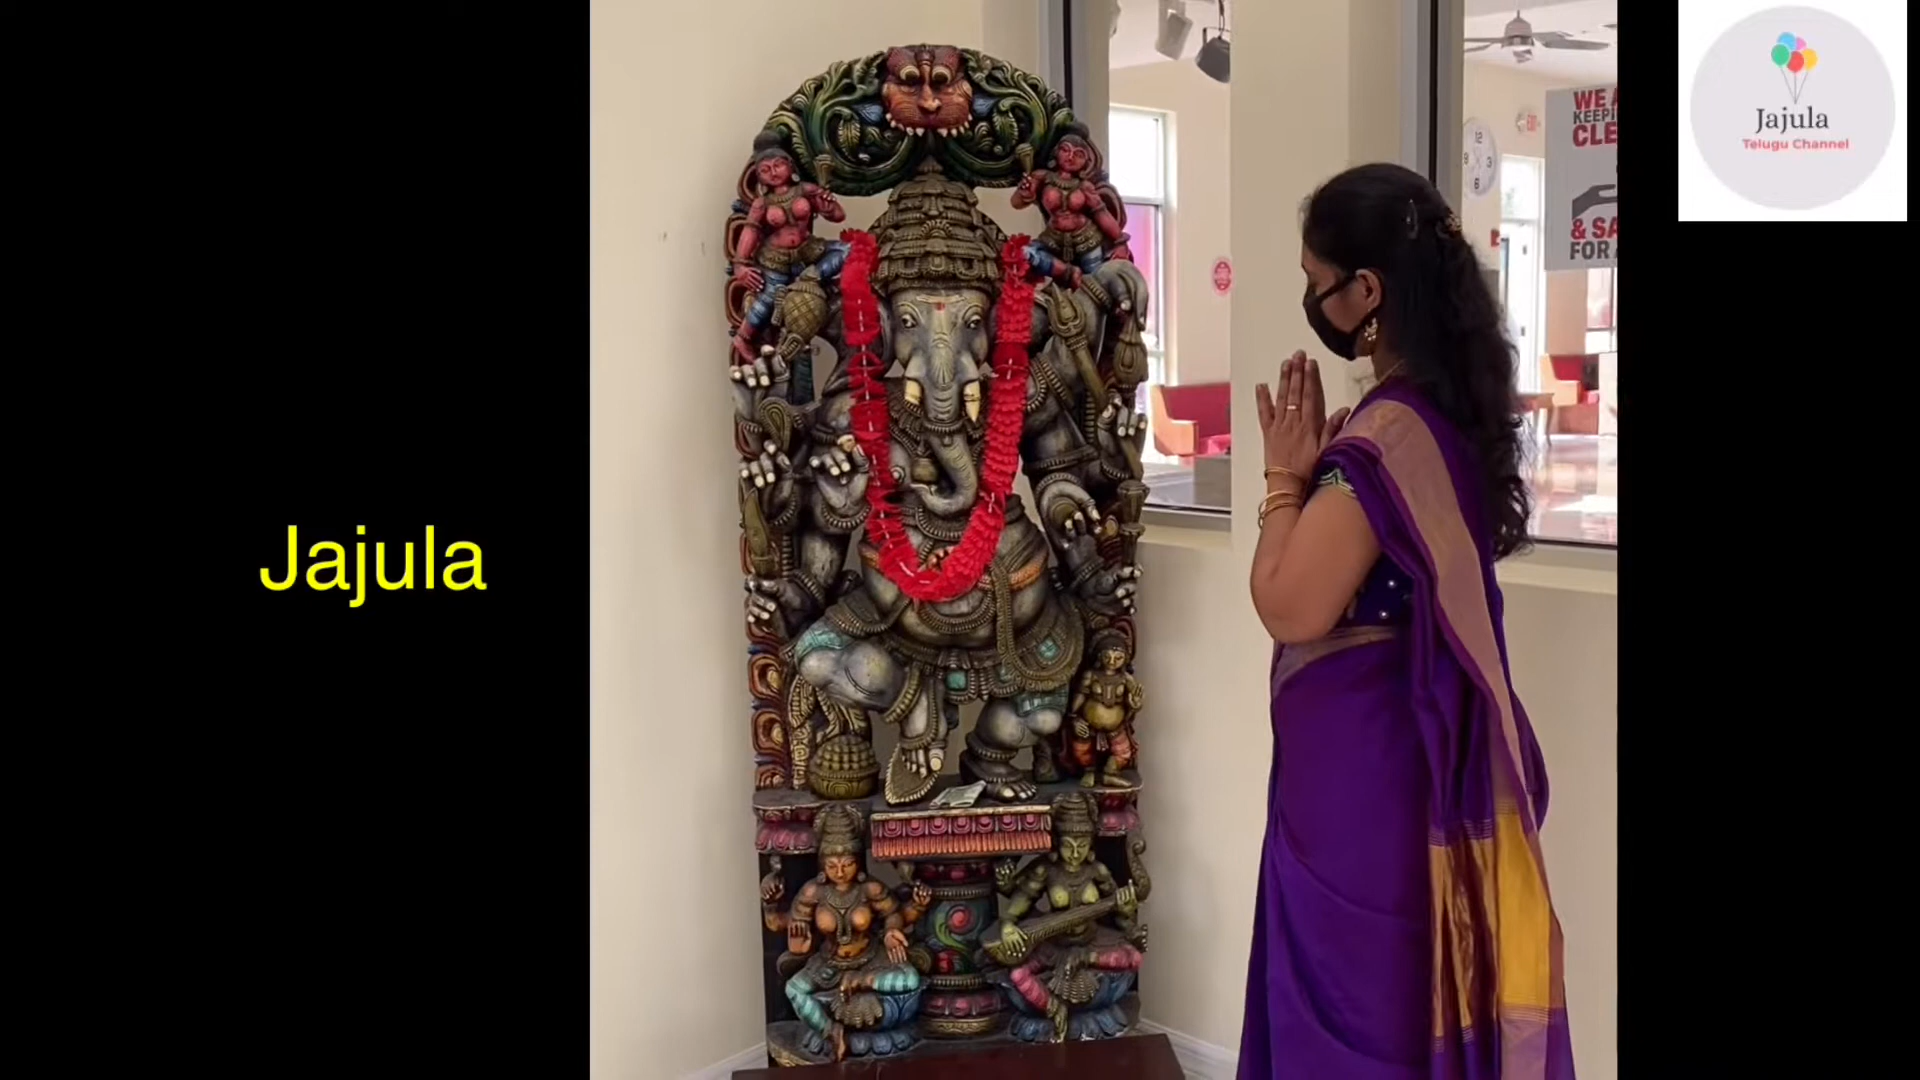 Jajula
WE
KEEPI
CLE
& SA
FOR
Jajula
Telugu Channel